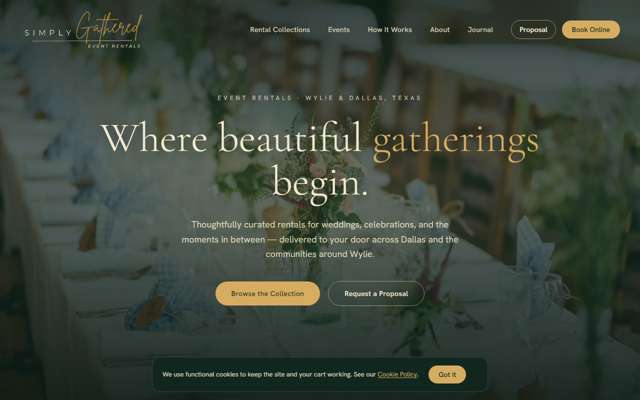 SIMPLY Gathered
EVENT RENTALS
Rental Collections Events How It Works About Journal Proposal Book Online
EVENT RENTALS · WYLIE & DALLAS, TEXAS
Where beautiful gatherings
begin.
Thoughtfully curated rentals for weddings, celebrations, and the
moments in between — delivered to your door across Dallas and the
communities around Wylie.
Browse the Collection Request a Proposal
We use functional cookies to keep the site and your cart working. See our Cookie Policy. Got it